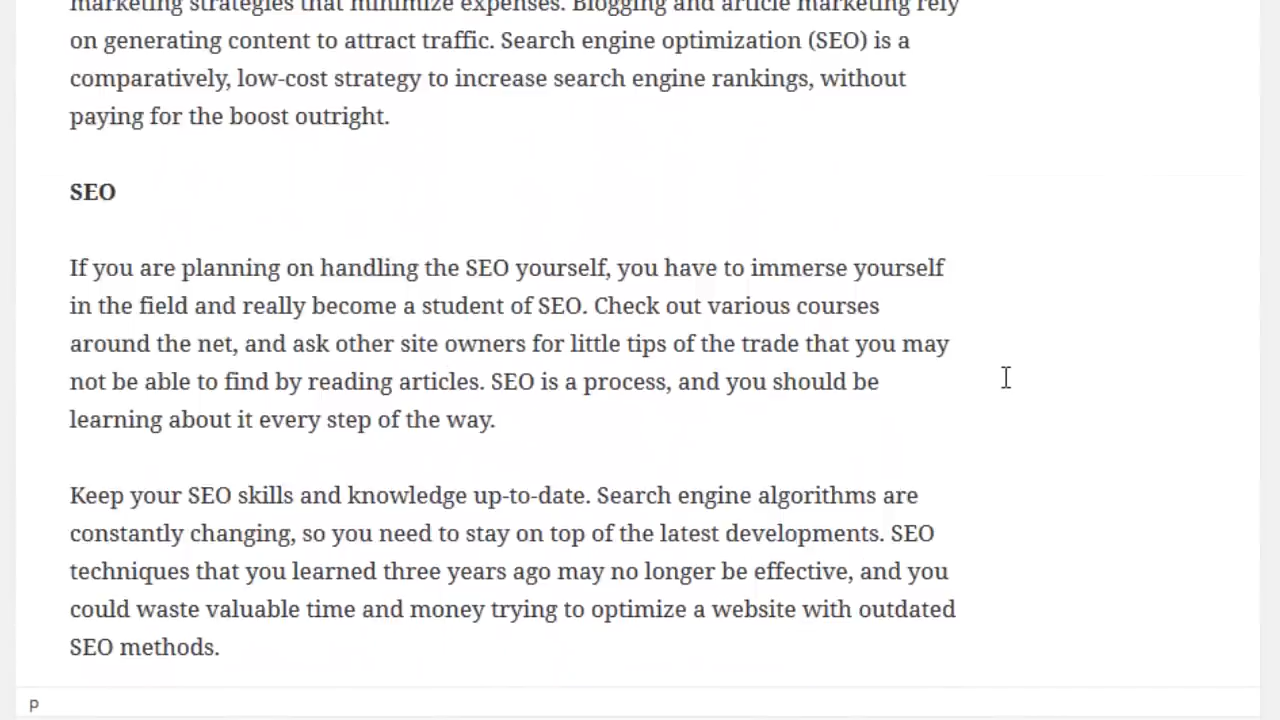 marketing strategies that minimize expenses. Blogging and article marketing rely
on generating content to attract traffic. Search engine optimization (SEO) is a
comparatively, low-cost strategy to increase search engine rankings, without
paying for the boost outright.
SEO
If you are planning on handling the SEO yourself, you have to immerse yourself
in the field and really become a student of SEO. Check out various courses
around the net, and ask other site owners for little tips of the trade that you may
not be able to find by reading articles. SEO is a process, and you should be
learning about it every step of the way.
Keep your SEO skills and knowledge up-to-date. Search engine algorithms are
constantly changing, so you need to stay on top of the latest developments. SEO
techniques that you learned three years ago may no longer be effective, and you
could waste valuable time and money trying to optimize a website with outdated
SEO methods.
p